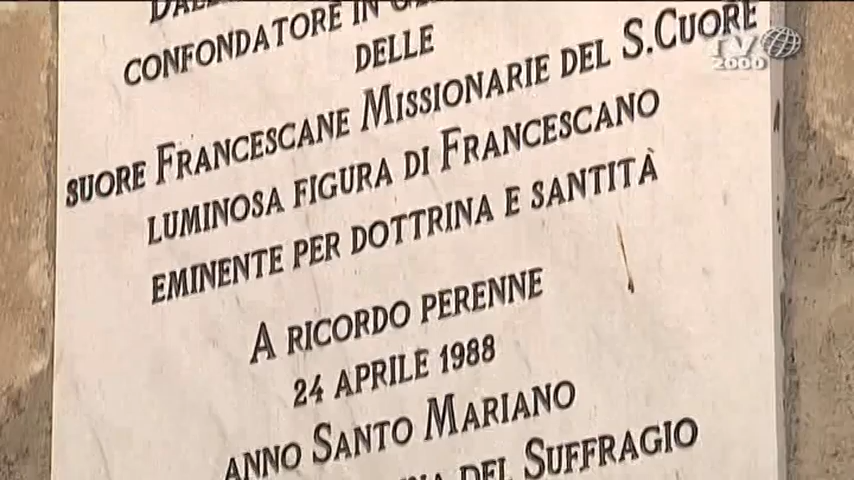 CONFONDATORE IN
DELLE
SUORE FRANCESCANE MISSIONARIE DEL S.CUORE
LUMINOSA FIGURA DI FRANCESCANO
EMINENTE PER DOTTRINA E SANTITÀ
A RICORDO PERENNE
24 APRILE 1988
ANNO SANTO MARIANO
DEL SUFFRAGIO
TV
2000